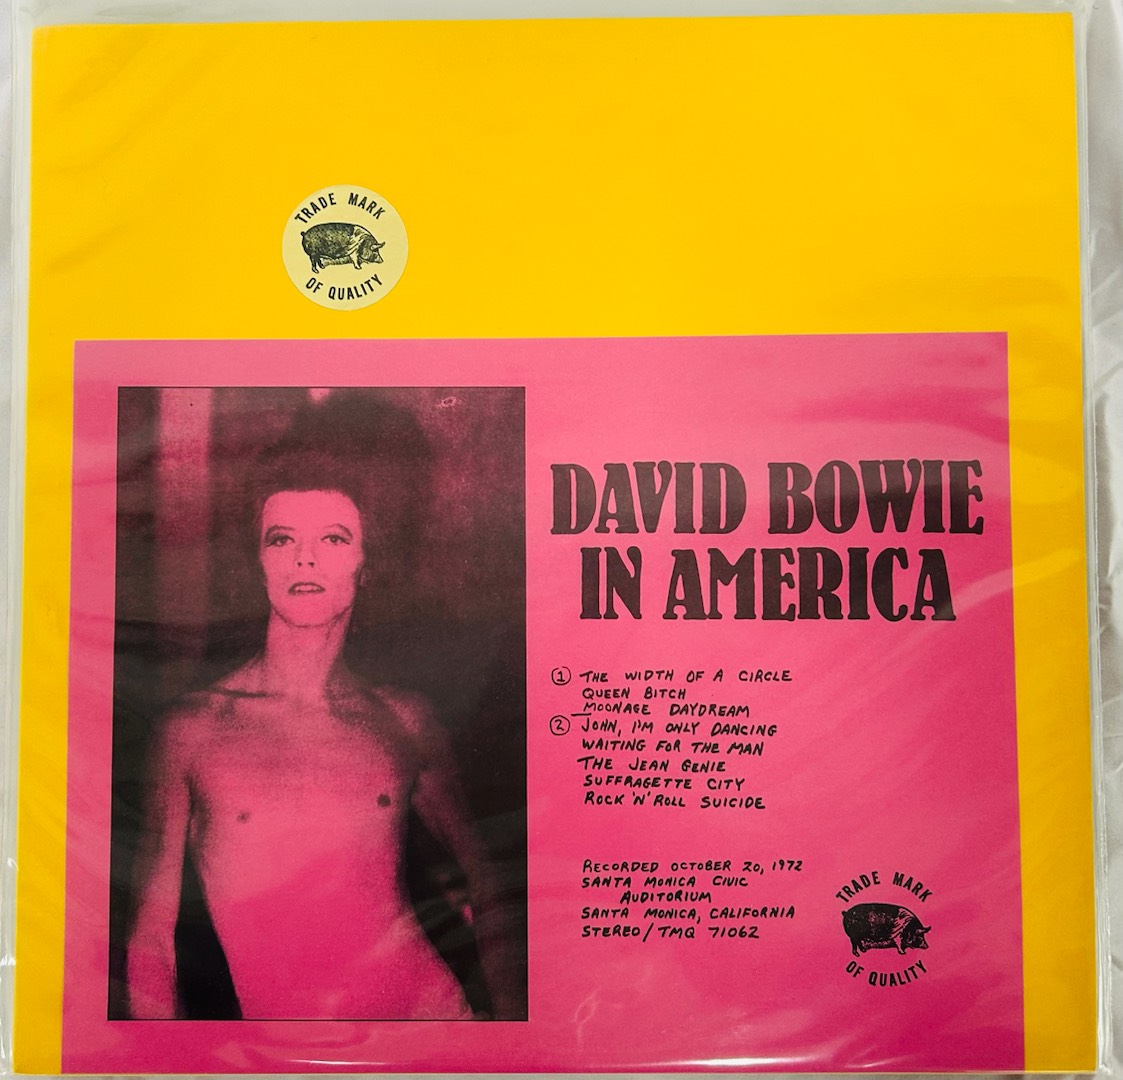 TRADE MARK
OF QUALITY
DAVID BOWIE
IN AMERICA
① THE WIDTH OF A CIRCLE
QUEEN BITCH
MOONAGE DAYDREAM
② JOHN, I'M ONLY DANCING
WAITING FOR THE MAN
THE JEAN GENIE
SUFFRAGETTE CITY
ROCK 'N' ROLL SUICIDE
RECORDED OCTOBER 20, 1972
SANTA MONICA CIVIC
AUDITORIUM
SANTA MONICA, CALIFORNIA
STEREO/TMQ 71062
TRADE MARK
OF QUALITY